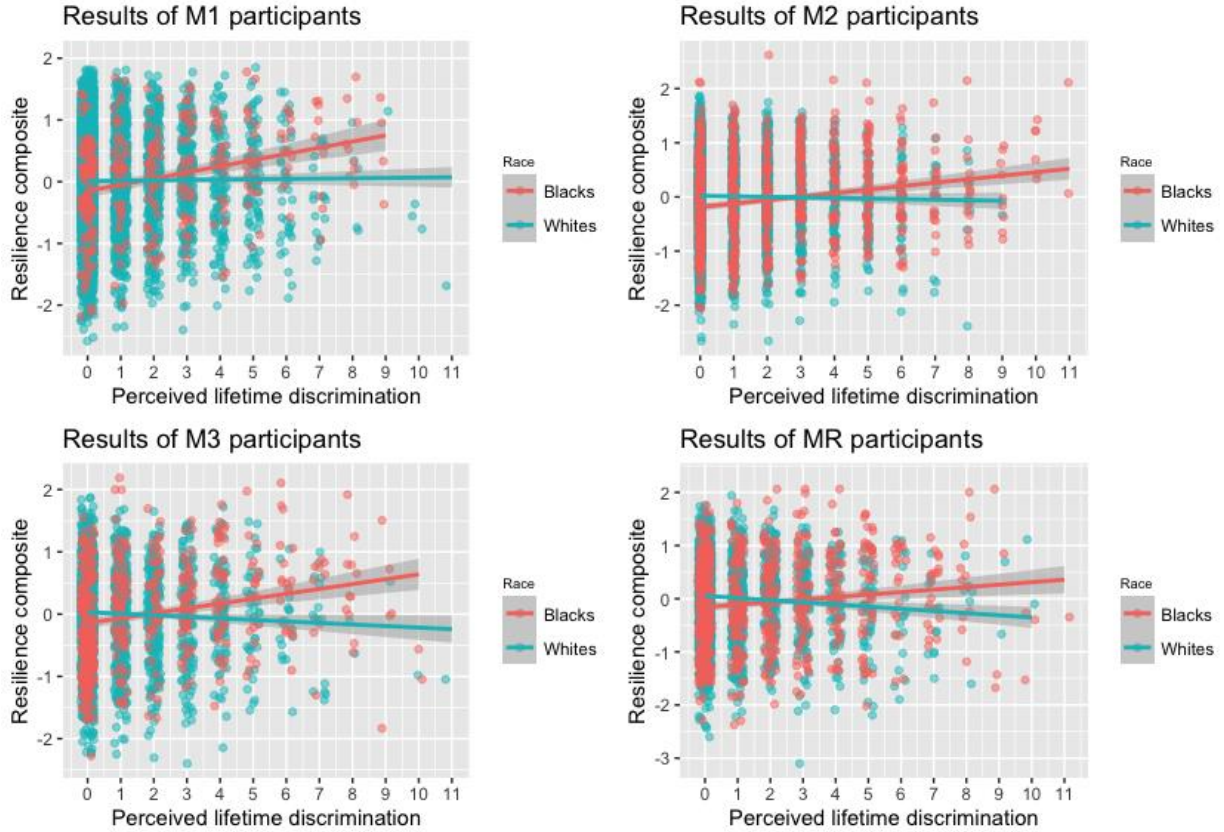 Results of M1 participants
Resilience composite
2
1
0
-1
-2
0 1 2 3 4 5 6 7 8 9 10 11
Perceived lifetime discrimination
Race
Blacks
Whites
Results of M2 participants
Resilience composite
2
1
0
-1
-2
0 1 2 3 4 5 6 7 8 9 10 11
Perceived lifetime discrimination
Race
Blacks
Whites
Results of M3 participants
Resilience composite
2
1
0
-1
-2
0 1 2 3 4 5 6 7 8 9 10 11
Perceived lifetime discrimination
Race
Blacks
Whites
Results of MR participants
Resilience composite
2
1
0
-1
-2
-3
0 1 2 3 4 5 6 7 8 9 10 11
Perceived lifetime discrimination
Race
Blacks
Whites